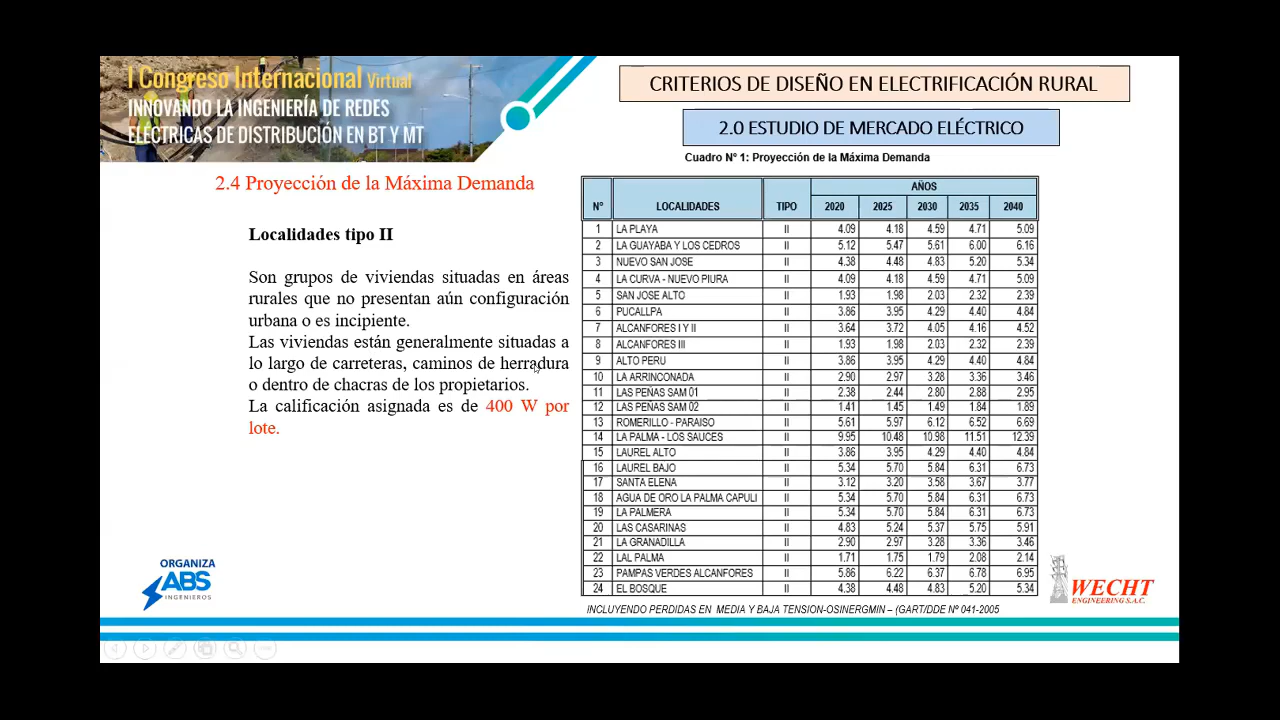 I Congreso Internacional Virtual
INNOVANDO LA INGENIERÍA DE REDES
ELÉCTRICAS DE DISTRIBUCIÓN EN BT Y MT
CRITERIOS DE DISEÑO EN ELECTRIFICACIÓN RURAL
2.0 ESTUDIO DE MERCADO ELÉCTRICO
2.4 Proyección de la Máxima Demanda
Localidades tipo II
Son grupos de viviendas situadas en áreas
rurales que no presentan aún configuración
urbana o es incipiente.
Las viviendas están generalmente situadas a
lo largo de carreteras, caminos de herradura
o dentro de chacras de los propietarios.
La calificación asignada es de 400 W por
lote.
Cuadro N° 1: Proyección de la Máxima Demanda
N° LOCALIDADES TIPO AÑOS
2020 2025 2030 2035 2040
1 LA PLAYA II 4.09 4.18 4.59 4.71 5.09
2 LA GUAYABA Y LOS CEDROS II 5.12 5.47 5.61 6.00 6.16
3 NUEVO SAN JOSE II 4.38 4.48 4.83 5.20 5.34
4 LA CURVA - NUEVO PIURA II 4.09 4.18 4.59 4.71 5.09
5 SAN JOSE ALTO II 1.93 1.98 2.03 2.32 2.39
6 PUCALLPA II 3.86 3.95 4.29 4.40 4.84
7 ALCANFORES I Y II II 3.64 3.72 4.05 4.16 4.52
8 ALCANFORES III II 1.93 1.98 2.03 2.32 2.39
9 ALTO PERU II 3.86 3.95 4.29 4.40 4.84
10 LA ARRINCONADA II 2.90 2.97 3.28 3.36 3.46
11 LAS PEÑAS SAM 01 II 2.38 2.44 2.80 2.88 2.95
12 LAS PEÑAS SAM 02 II 1.41 1.45 1.49 1.84 1.89
13 ROMERILLO - PARAISO II 5.61 5.97 6.12 6.52 6.69
14 LA PALMA - LOS SAUCES II 9.95 10.48 10.98 11.51 12.39
15 LAUREL ALTO II 3.86 3.95 4.29 4.40 4.84
16 LAUREL BAJO II 5.34 5.70 5.84 6.31 6.73
17 SANTA ELENA II 3.12 3.20 3.58 3.67 3.77
18 AGUA DE ORO LA PALMA CAPULI II 5.34 5.70 5.84 6.31 6.73
19 LA PALMERA II 5.34 5.70 5.84 6.31 6.73
20 LAS CASARINAS II 4.83 5.24 5.37 5.75 5.91
21 LA GRANADILLA II 2.90 2.97 3.28 3.36 3.46
22 LAL PALMA II 1.71 1.75 1.79 2.08 2.14
23 PAMPAS VERDES ALCANFORES II 5.86 6.22 6.37 6.78 6.95
24 EL BOSQUE II 4.38 4.48 4.83 5.20 5.34
INCLUYENDO PERDIDAS EN MEDIA Y BAJA TENSION-OSINERGMIN – (GART/DDE Nº 041-2005
ORGANIZA
ABS
INGENIEROS
WECHT
ENGINEERING S.A.C.